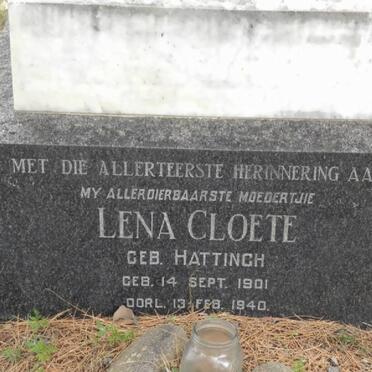 MET DIE ALLERTEERSTE HERINNERING AA
MY ALLERDIERBAARSTE MOEDERTJIE
LENA CLOETE
GEB. HATTINGH
GEB. 14 SEPT. 1901
OORL. 13 FEB. 1940.